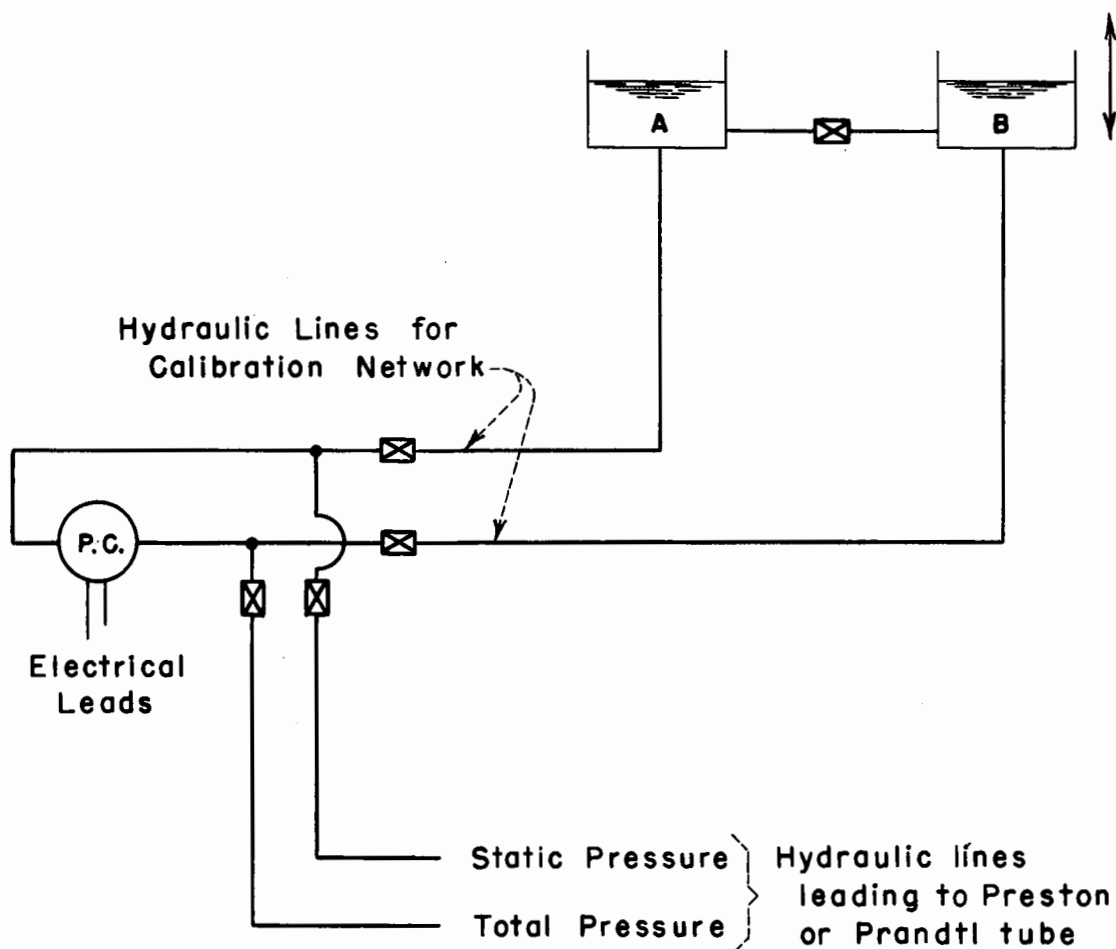 A
B
Hydraulic Lines for
Calibration Network
P.C.
Electrical
Leads
Static Pressure
Total Pressure
Hydraulic lines
leading to Preston
or Prandtl tube